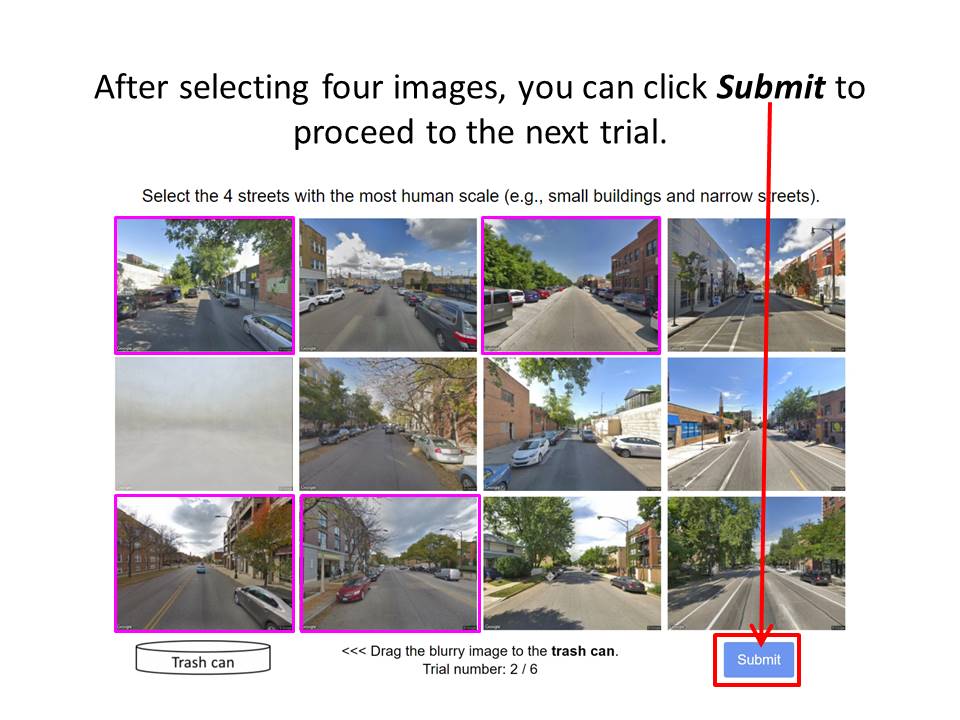 After selecting four images, you can click Submit to
proceed to the next trial.
Select the 4 streets with the most human scale (e.g., small buildings and narrow streets).
Trash can
<<< Drag the blurry image to the trash can.
Trial number: 2 / 6
Submit